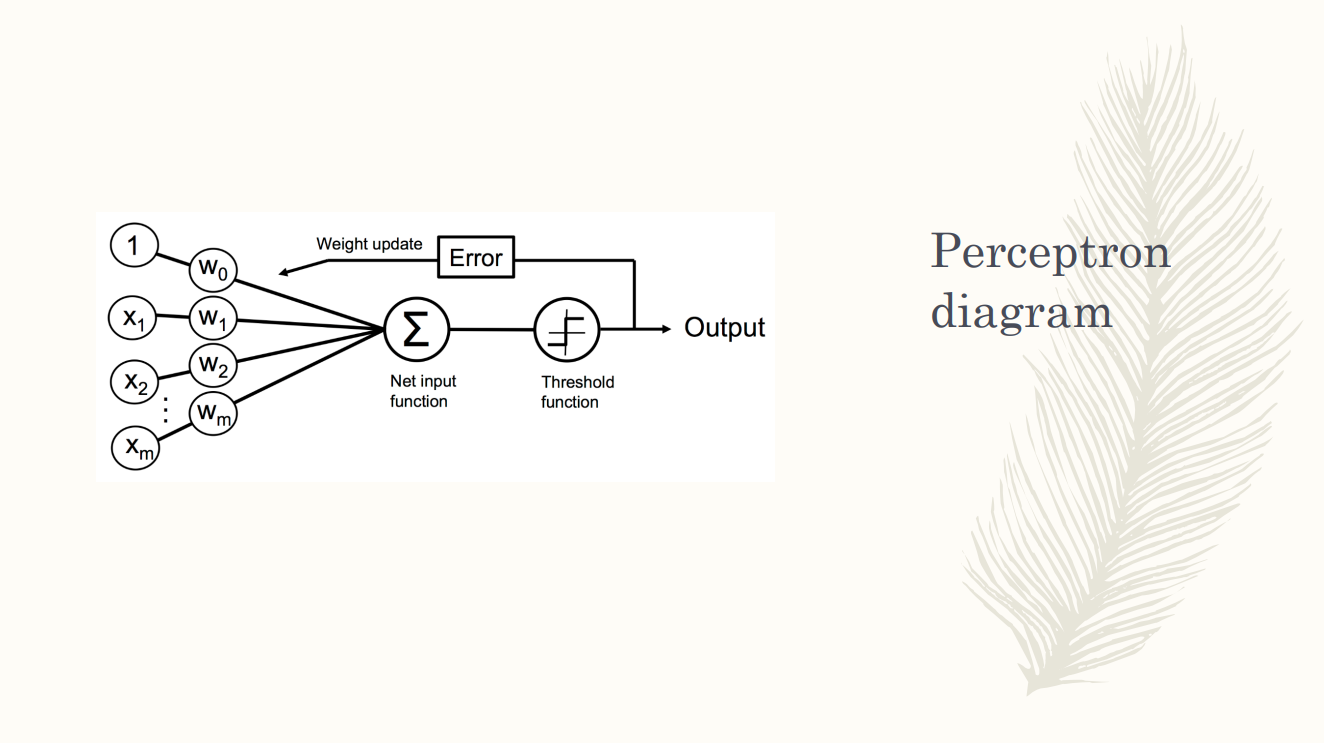 1
w₀
Weight update
Error
x₁
w₁
Σ
Output
x₂
w₂
Net input
function
Threshold
function
⋮
wₘ
xₘ
Perceptron
diagram